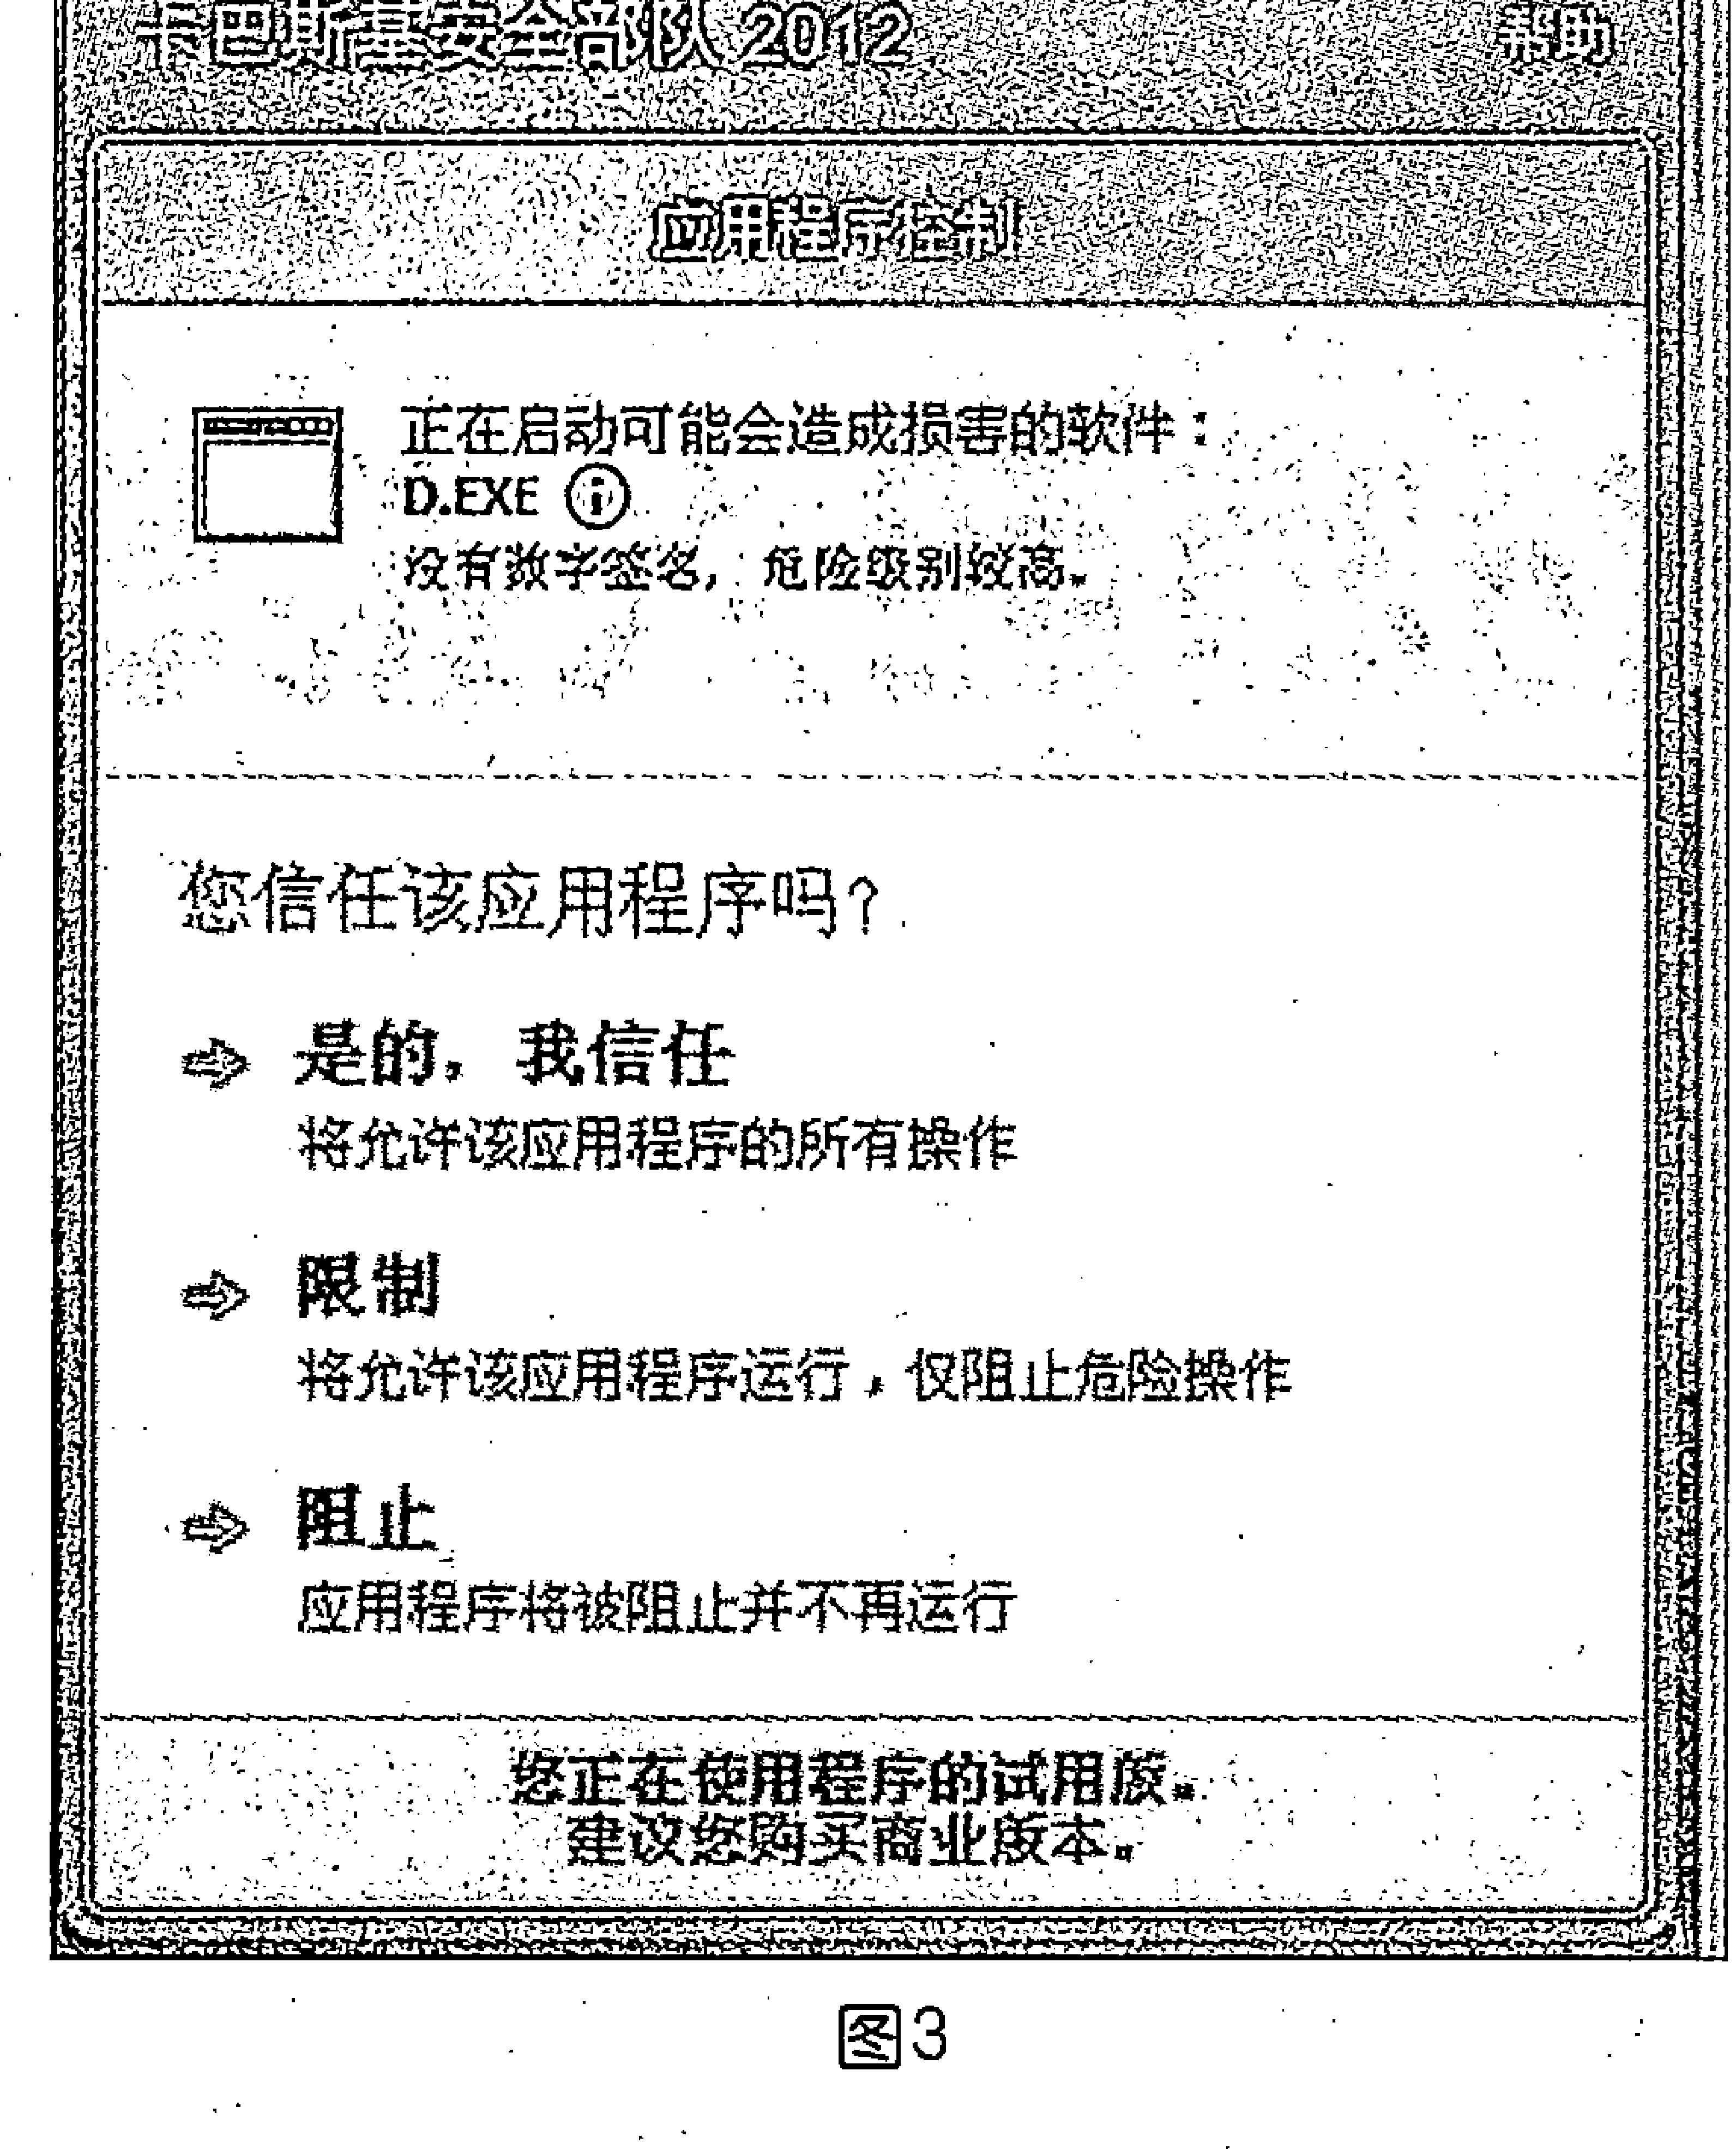 卡巴斯基安全部队 2012 帮助
应用程序控制
正在启动可能会造成损害的软件：
D.EXE i
没有数字签名，危险级别较高。
您信任该应用程序吗？
是的，我信任
将允许该应用程序的所有操作
限制
将允许该应用程序运行，仅阻止危险操作
阻止
应用程序将被阻止并不再运行
您正在使用程序的试用版。
建议您购买商业版本。
图3